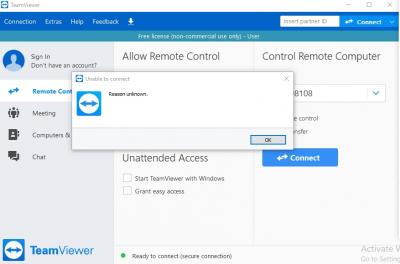 TeamViewer
Connection Extras Help Feedback
Insert partner ID
Connect
Free license (non-commercial use only) - User
Sign In
Don't have an account?
Allow Remote Control
Control Remote Computer
Unable to connect
Reason unknown.
OK
8108
Remote Cont
Meeting
Computers &
Chat
control
Unattended Access
Start TeamViewer with Windows
Grant easy access
Connect
TeamViewer
Ready to connect (secure connection)
Activate W
Go to Setting